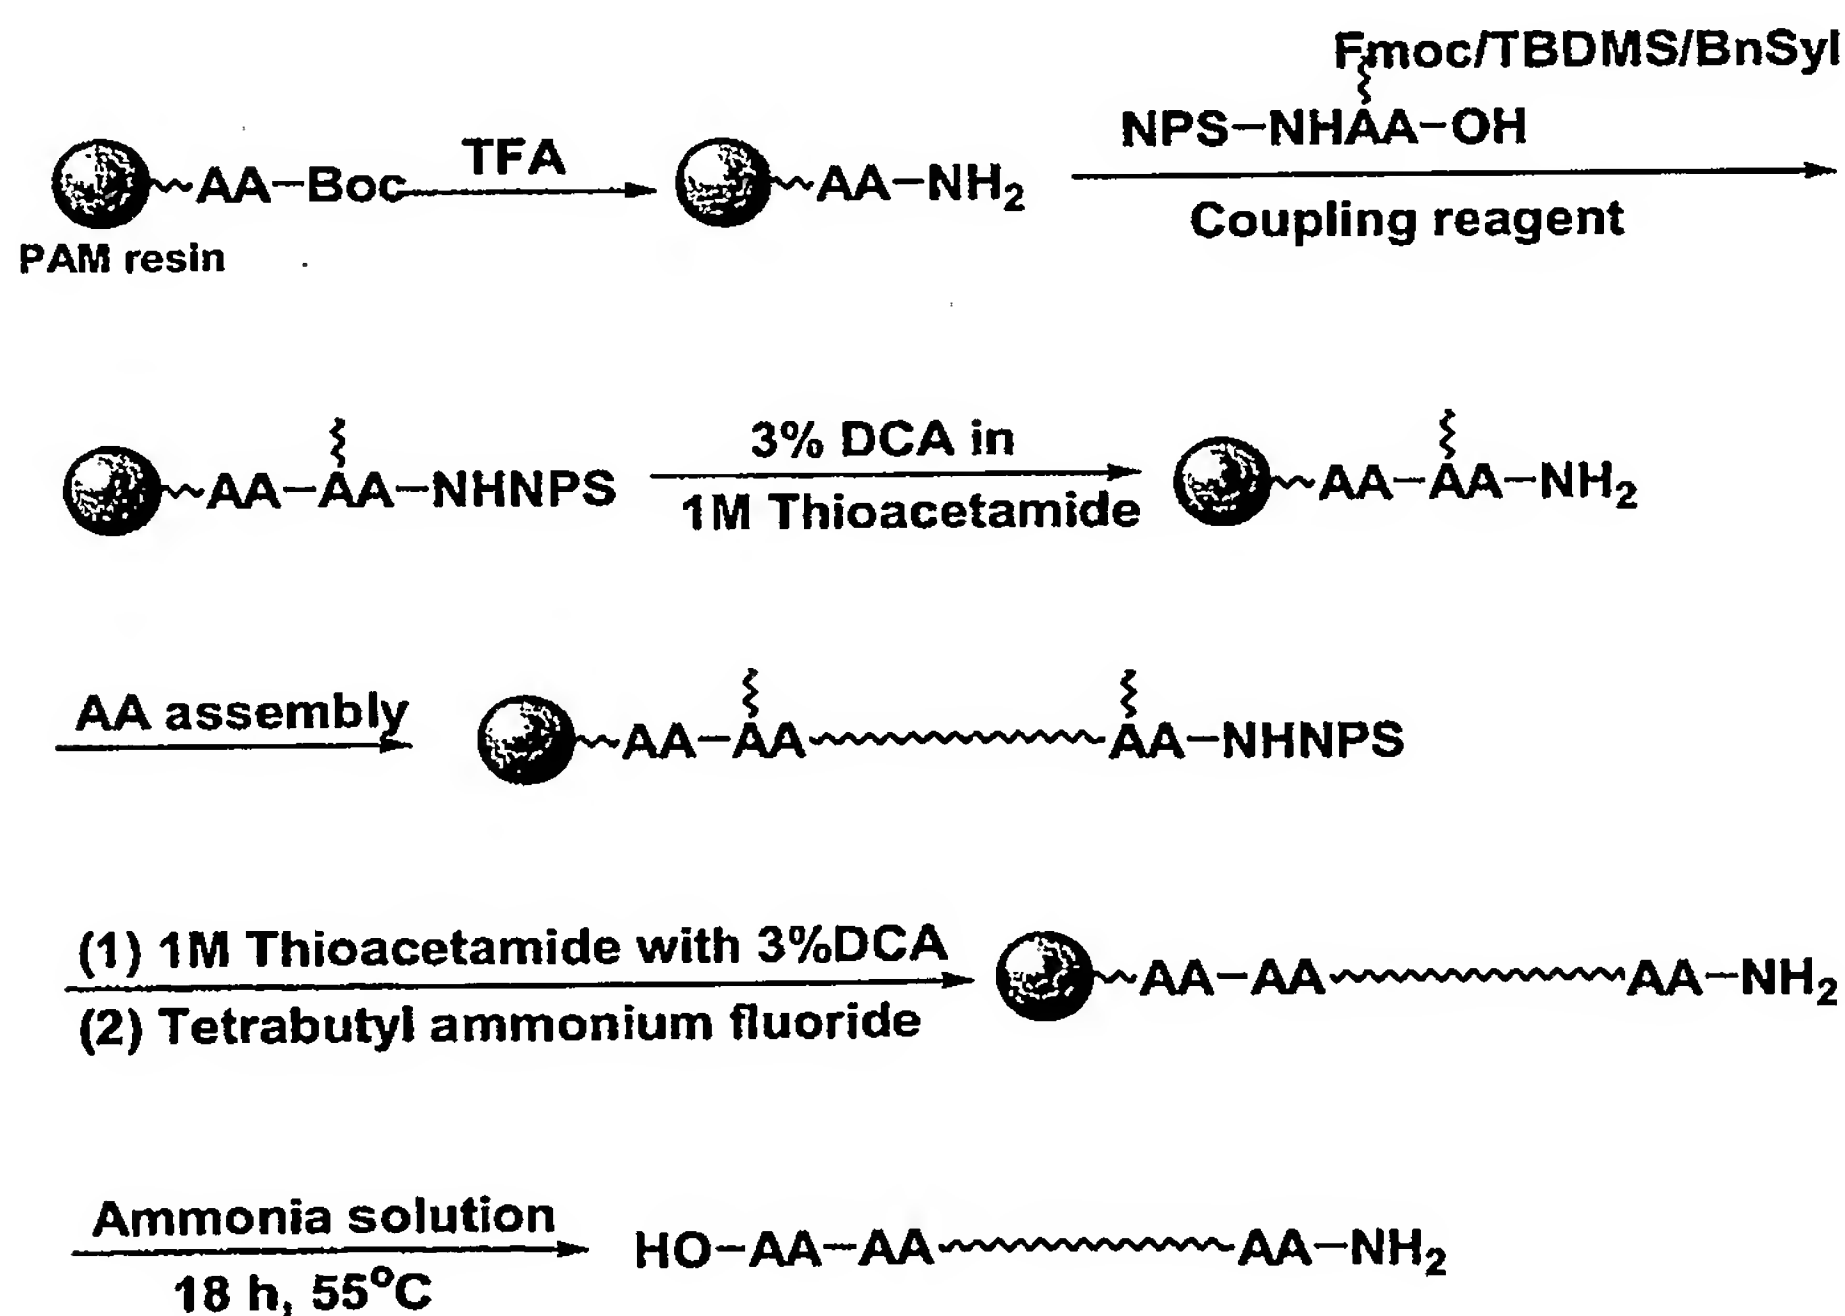 Fmoc/TBDMS/BnSyl
NPS–NHAA–OH
AA–Boc
TFA
AA–NH2
Coupling reagent
PAM resin
AA–AA–NHNPS
3% DCA in
1M Thioacetamide
AA–AA–NH2
AA assembly
AA–AA
AA–NHNPS
(1) 1M Thioacetamide with 3%DCA
(2) Tetrabutyl ammonium fluoride
AA–AA
AA–NH2
Ammonia solution
18 h, 55°C
HO–AA–AA
AA–NH2